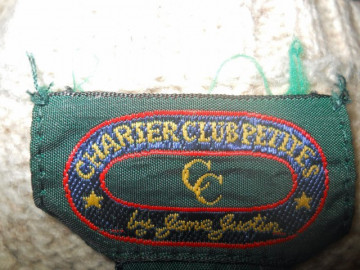 CHARTER CLUB PETITES
CC
by Jane Justin